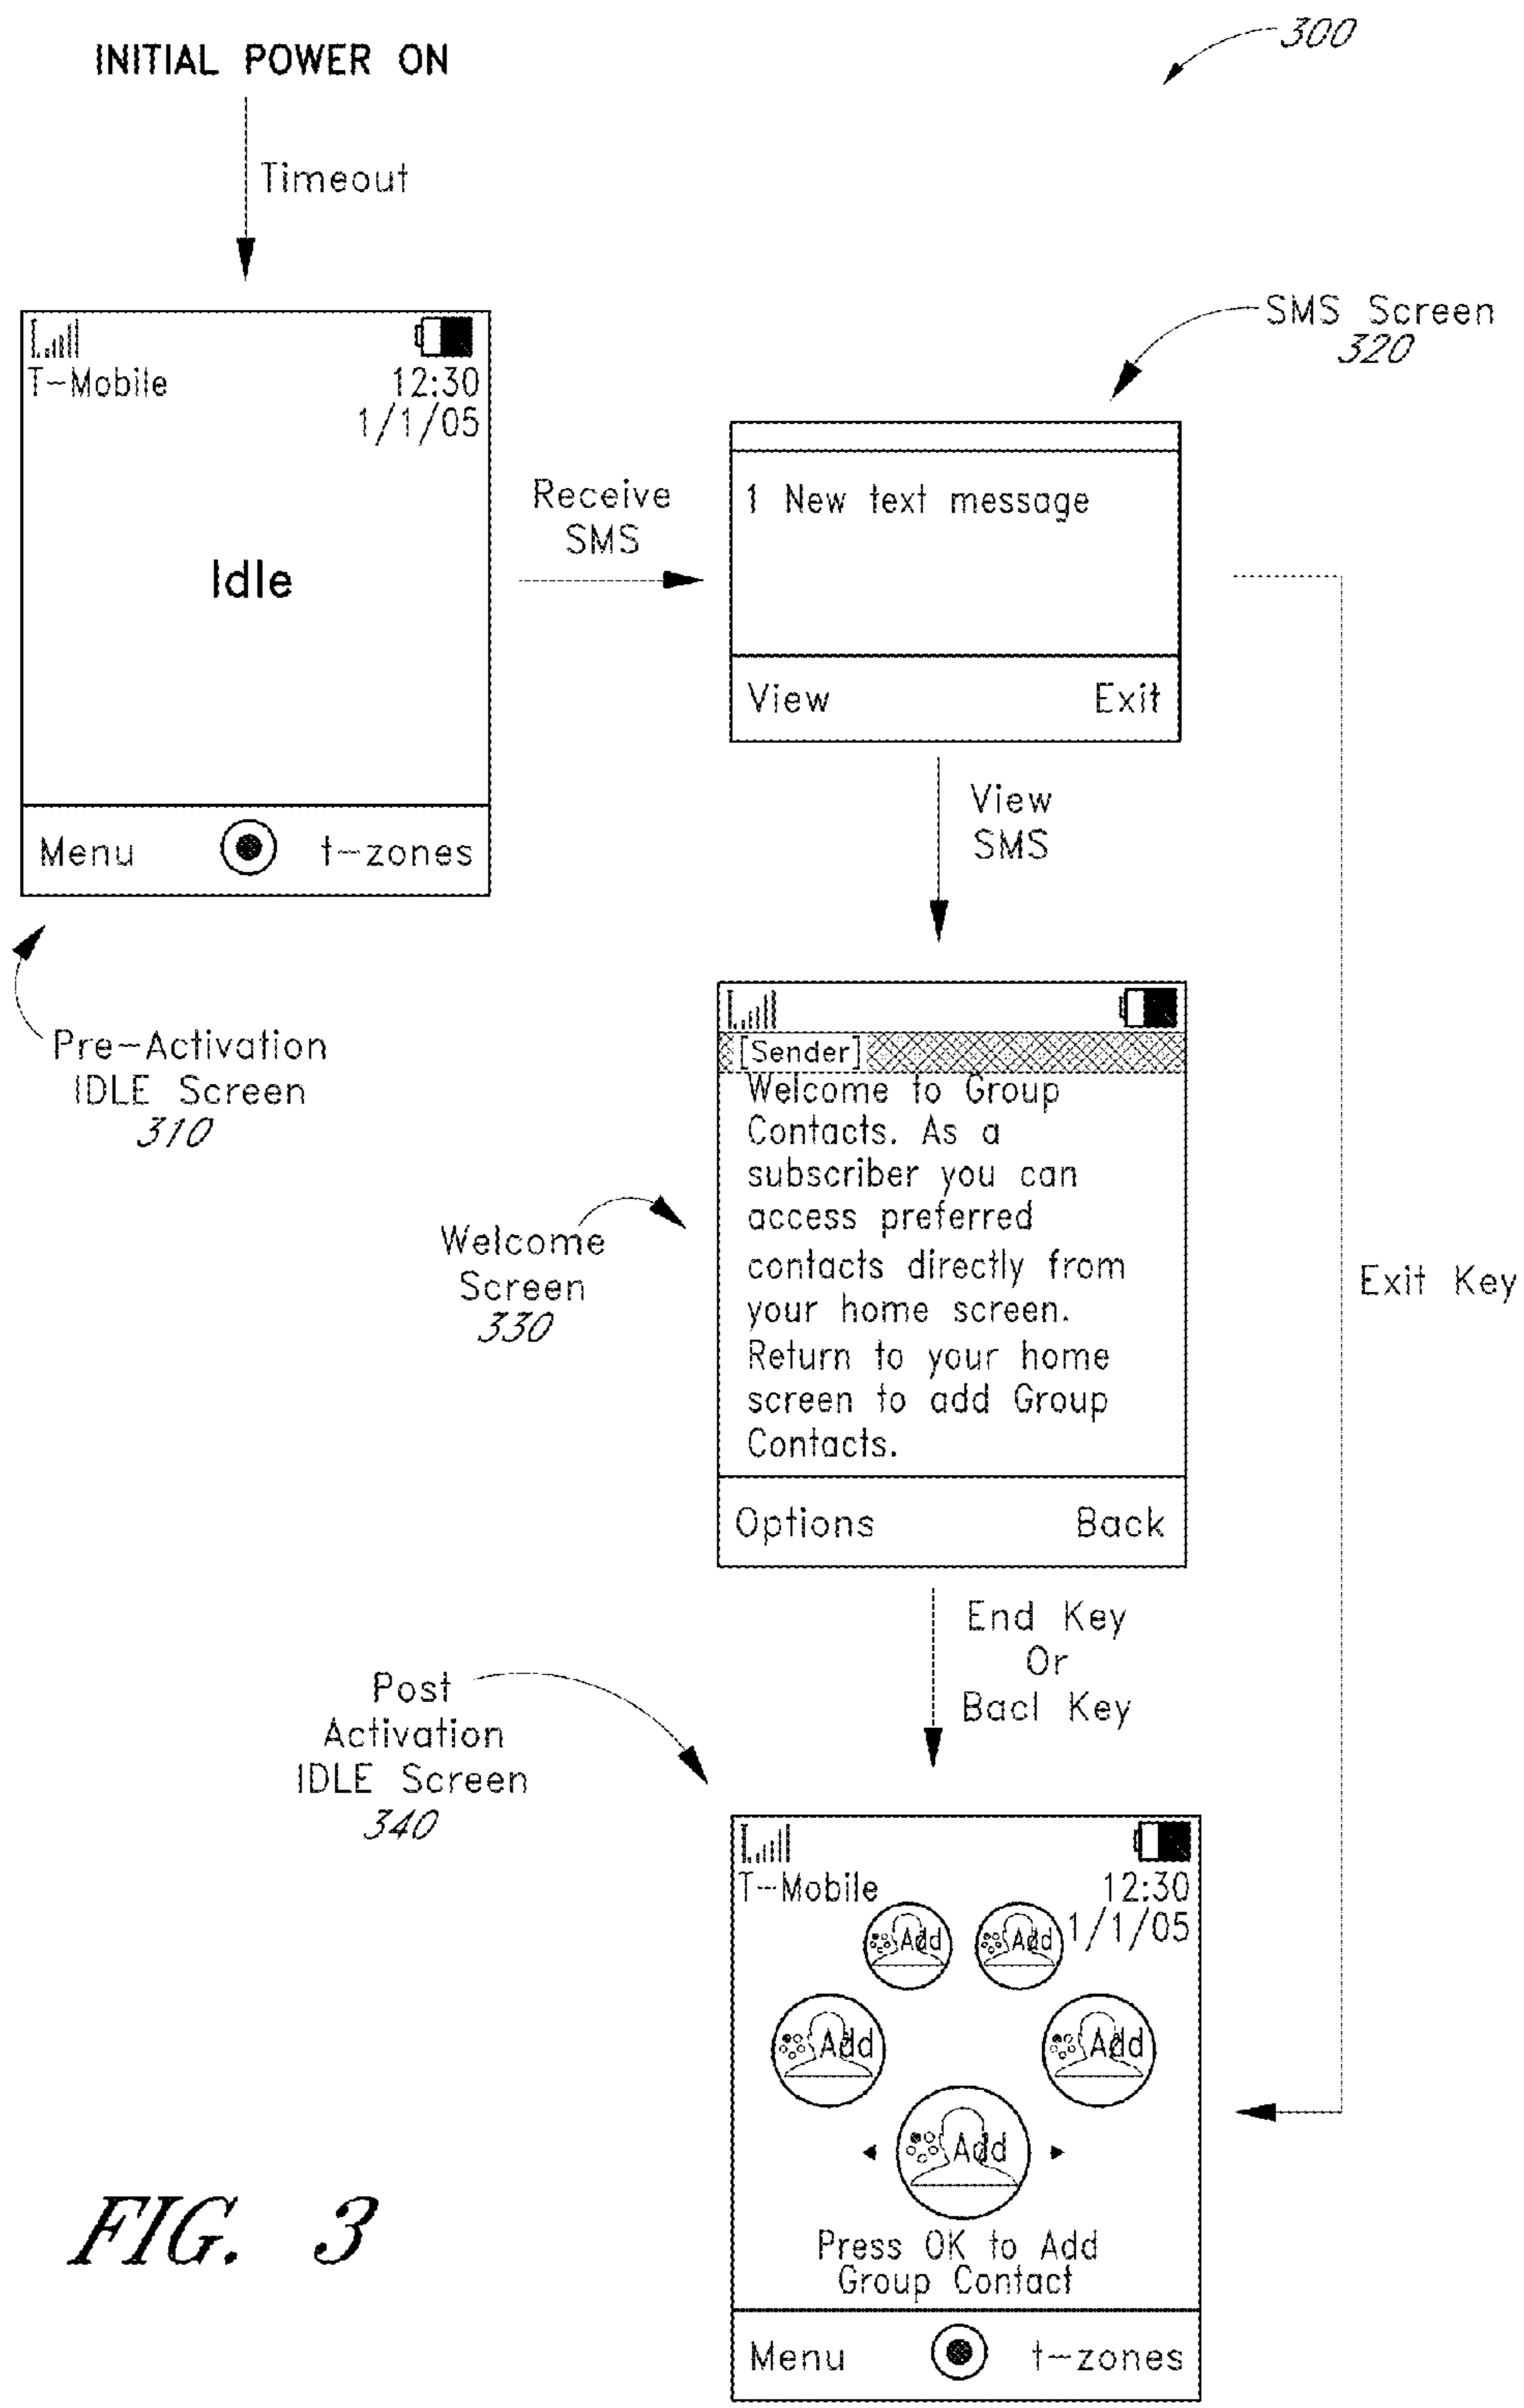 300
INITIAL POWER ON
Timeout
T-Mobile 12:30
1/1/05
Idle
Menu t-zones
Pre-Activation
IDLE Screen
310
Receive
SMS
SMS Screen
320
1 New text message
View Exit
View
SMS
Exit Key
[Sender]
Welcome to Group
Contacts. As a
subscriber you can
access preferred
contacts directly from
your home screen.
Return to your home
screen to add Group
Contacts.
Options Back
Welcome
Screen
330
End Key
Or
Bacl Key
Post
Activation
IDLE Screen
340
T-Mobile 12:30
1/1/05
Add Add
Add Add
Add
Press OK to Add
Group Contact
Menu t-zones
FIG. 3